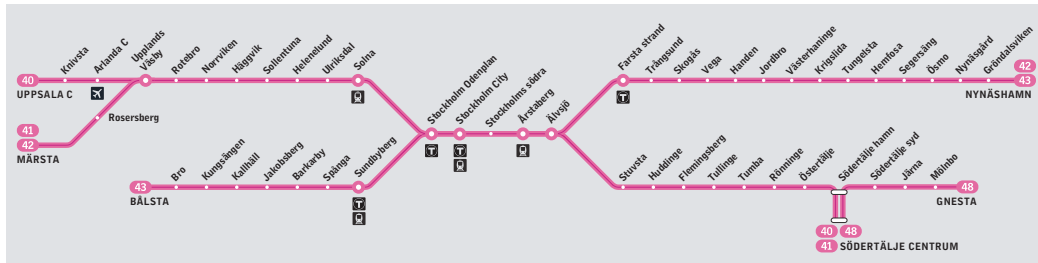 40
UPPSALA C
Knivsta
Arlanda C
Upplands
Väsby
Rotebro
Norrviken
Häggvik
Sollentuna
Helenelund
Ulriksdal
Solna
41
42
MÄRSTA
Rosersberg
43
BÅLSTA
Bro
Kungsängen
Kallhäll
Jakobsberg
Barkarby
Spånga
Sundbyberg
T
Stockholm Odenplan
T
Stockholm City
T
Stockholms södra
Årstaberg
Älvsjö
Farsta strand
T
Trångsund
Skogås
Vega
Handen
Jordbro
Västerhaninge
Krigslida
Tungelsta
Hemfosa
Segersäng
Ösmo
Nynäsgård
Gröndalsviken
42
43
NYNÄSHAMN
Stuvsta
Huddinge
Flemingsberg
Tullinge
Tumba
Rönninge
Östertälje
Södertälje hamn
Södertälje syd
Järna
Mölnbo
48
GNESTA
40 48
41 SÖDERTÄLJE CENTRUM